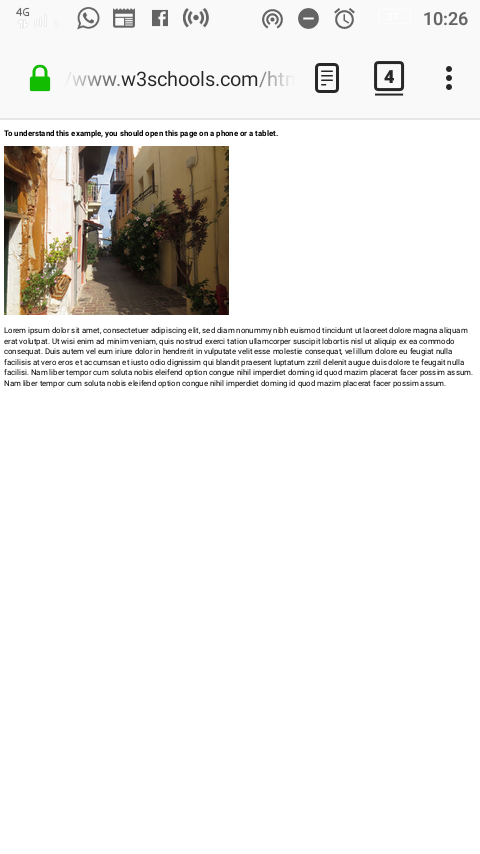 4G
10:26
/www.w3schools.com/htm
4
To understand this example, you should open this page on a phone or a tablet.
Lorem ipsum dolor sit amet, consectetuer adipiscing elit, sed diam nonummy nibh euismod tincidunt ut laoreet dolore magna aliquam
erat volutpat. Ut wisi enim ad minim veniam, quis nostrud exerci tation ullamcorper suscipit lobortis nisl ut aliquip ex ea commodo
consequat. Duis autem vel eum iriure dolor in hendrerit in vulputate velit esse molestie consequat, vel illum dolore eu feugiat nulla
facilisis at vero eros et accumsan et iusto odio dignissim qui blandit praesent luptatum zzril delenit augue duis dolore te feugait nulla
facilisi. Nam liber tempor cum soluta nobis eleifend option congue nihil imperdiet doming id quod mazim placerat facer possim assum.
Nam liber tempor cum soluta nobis eleifend option congue nihil imperdiet doming id quod mazim placerat facer possim assum.